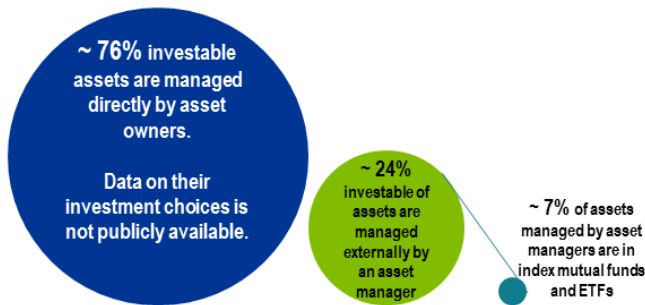 ~ 76% investable
assets are managed
directly by asset
owners.
Data on their
investment choices is
not publicly available.
~ 24%
investable of
assets are
managed
externally by
an asset
manager
~ 7% of assets
managed by asset
managers are in
index mutual funds
and ETFs